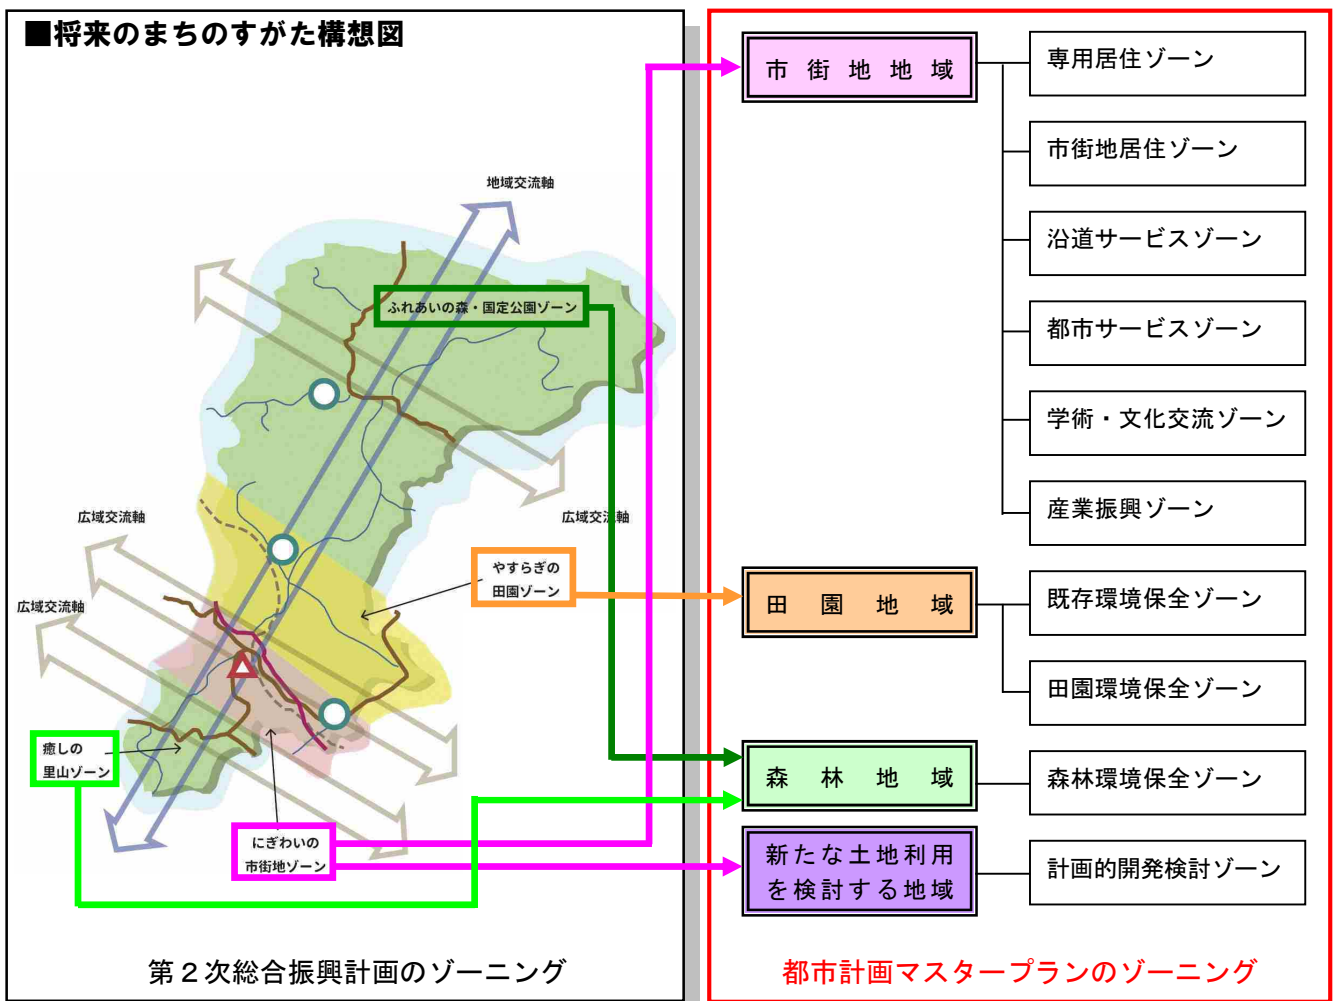 ■将来のまちのすがた構想図
地域交流軸
ふれあいの森・国定公園ゾーン
広域交流軸
広域交流軸
やすらぎの
田園ゾーン
広域交流軸
癒しの
里山ゾーン
にぎわいの
市街地ゾーン
第２次総合振興計画のゾーニング
市街地地域
専用居住ゾーン
市街地居住ゾーン
沿道サービスゾーン
都市サービスゾーン
学術・文化交流ゾーン
産業振興ゾーン
田園地域
既存環境保全ゾーン
田園環境保全ゾーン
森林地域
森林環境保全ゾーン
新たな土地利用
を検討する地域
計画的開発検討ゾーン
都市計画マスタープランのゾーニング